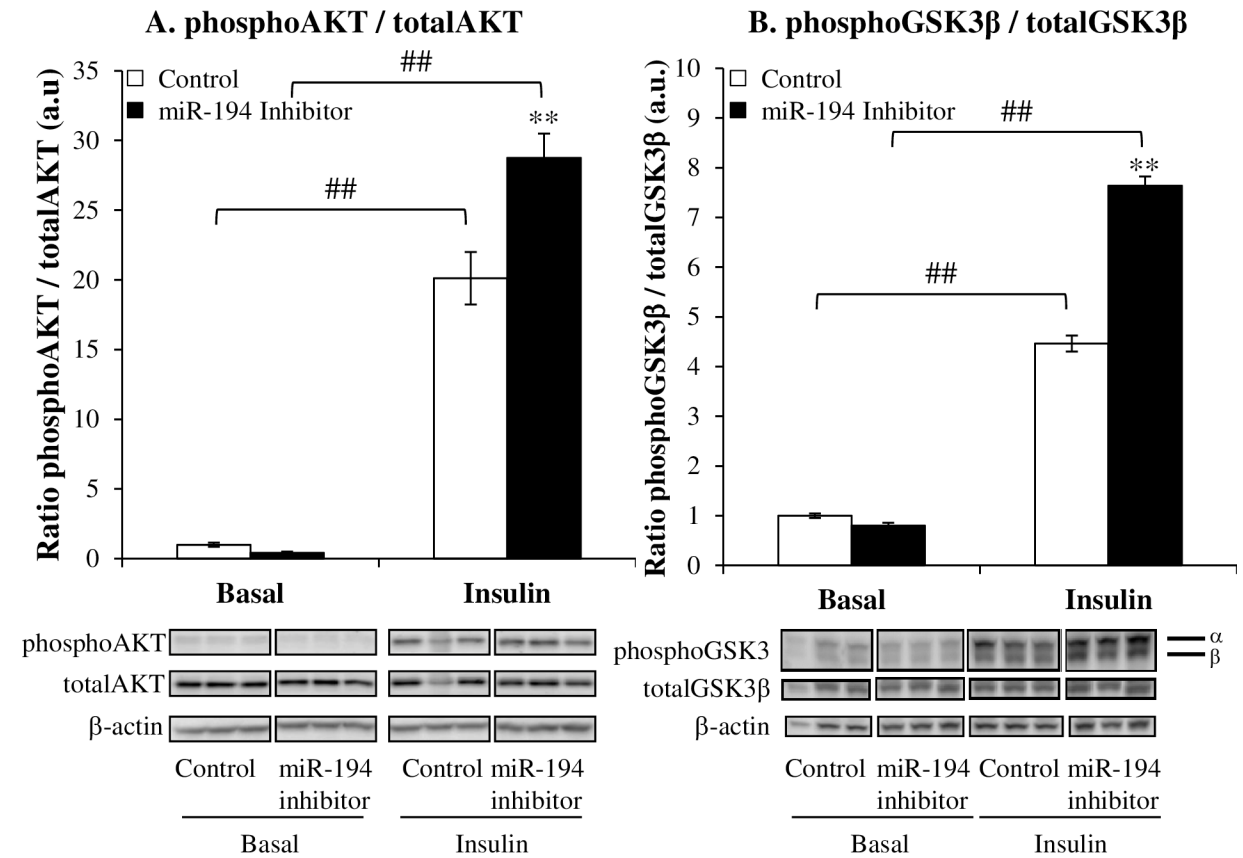 A. phosphoAKT / totalAKT
Ratio phosphoAKT / totalAKT (a.u)
35
30
25
20
15
10
5
0
Control
miR-194 Inhibitor
##
##
**
Basal
Insulin
phosphoAKT
totalAKT
β-actin
Control
miR-194
inhibitor
Control
miR-194
inhibitor
Basal
Insulin
B. phosphoGSK3β / totalGSK3β
Ratio phosphoGSK3β / totalGSK3β (a.u.)
10
9
8
7
6
5
4
3
2
1
0
Control
miR-194 Inhibitor
##
##
**
Basal
Insulin
phosphoGSK3
α
β
totalGSK3β
β-actin
Control
miR-194
inhibitor
Control
miR-194
inhibitor
Basal
Insulin